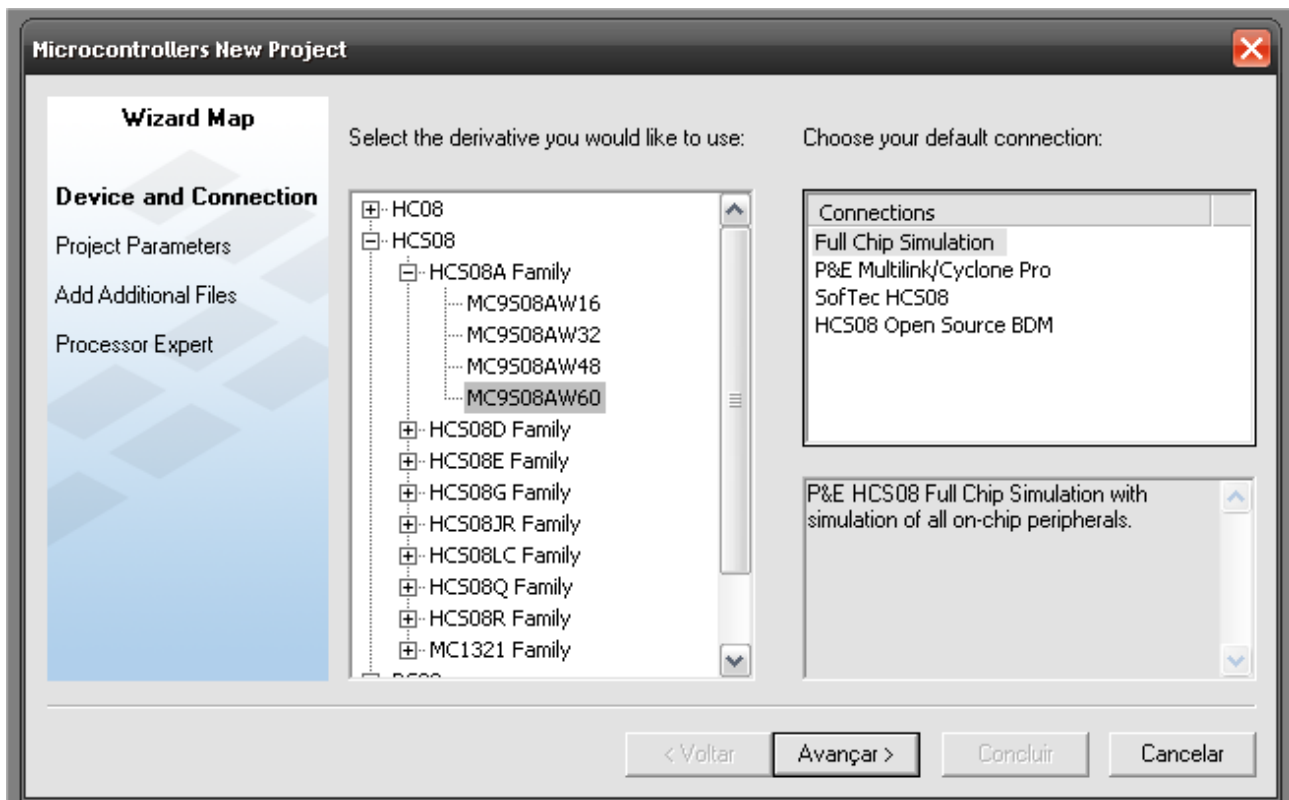 Microcontrollers New Project
Wizard Map
Device and Connection
Project Parameters
Add Additional Files
Processor Expert
Select the derivative you would like to use:
HC08
HCS08
HCS08A Family
MC9S08AW16
MC9S08AW32
MC9S08AW48
MC9S08AW60
HCS08D Family
HCS08E Family
HCS08G Family
HCS08JR Family
HCS08LC Family
HCS08Q Family
HCS08R Family
MC1321 Family
Choose your default connection:
Connections
Full Chip Simulation
P&E Multilink/Cyclone Pro
SofTec HCS08
HCS08 Open Source BDM
P&E HCS08 Full Chip Simulation with
simulation of all on-chip peripherals.
< Voltar
Avançar >
Concluir
Cancelar